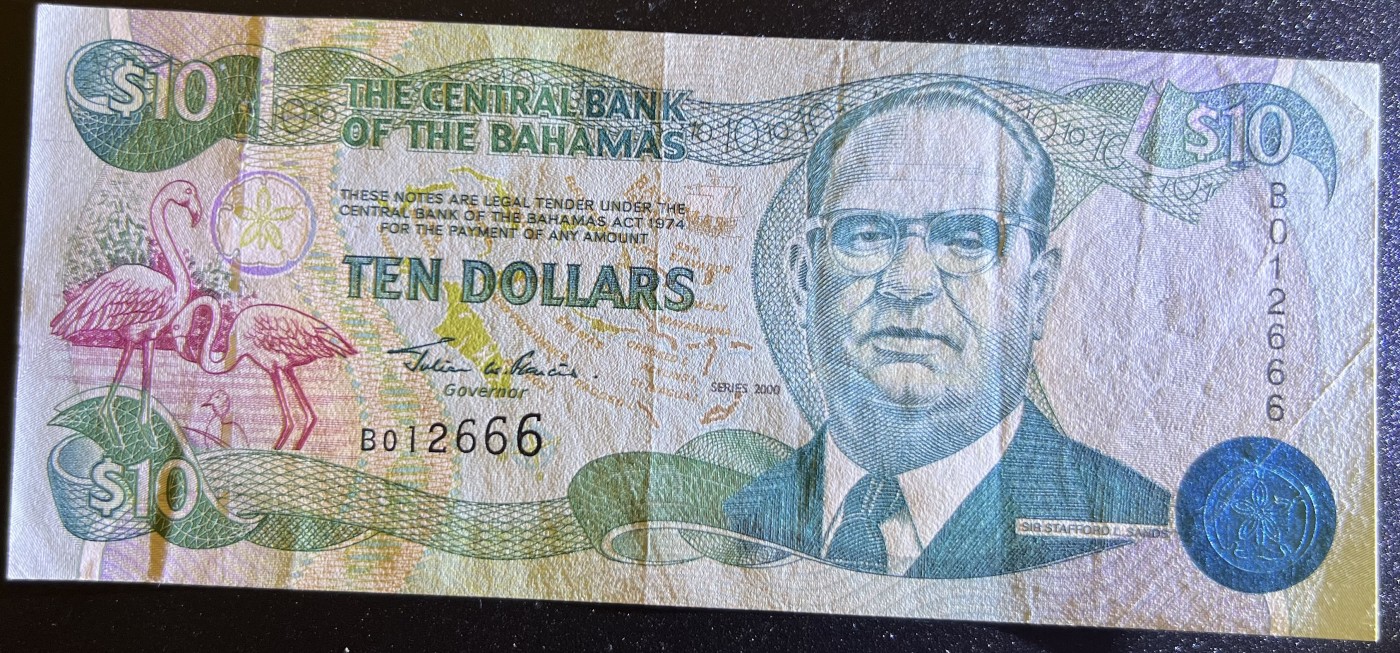 $10
THE CENTRAL BANK
OF THE BAHAMAS
$10
THESE NOTES ARE LEGAL TENDER UNDER THE
CENTRAL BANK OF THE BAHAMAS ACT 1974
FOR THE PAYMENT OF ANY AMOUNT
TEN DOLLARS
Governor
SERIES 2000
B012666
B012666
$10
SIR STAFFORD L. SANDS